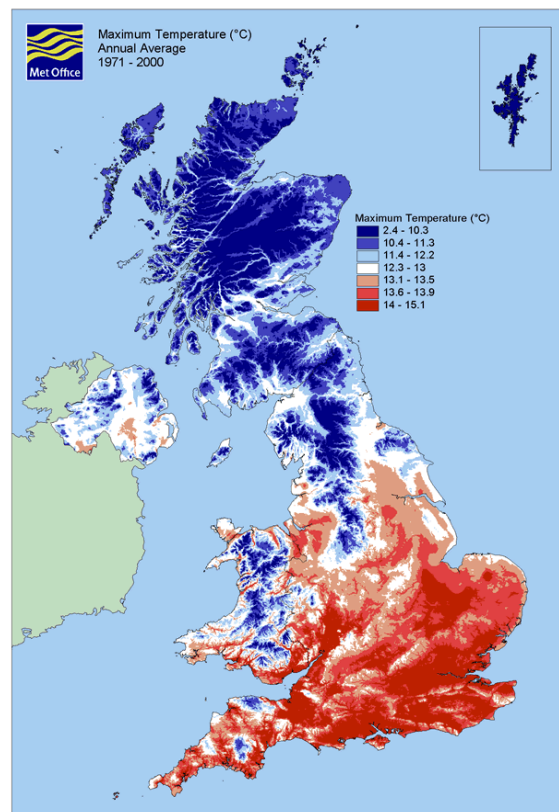 Met Office
Maximum Temperature (°C)
Annual Average
1971 - 2000
Maximum Temperature (°C)
2.4 - 10.3
10.4 - 11.3
11.4 - 12.2
12.3 - 13
13.1 - 13.5
13.6 - 13.9
14 - 15.1